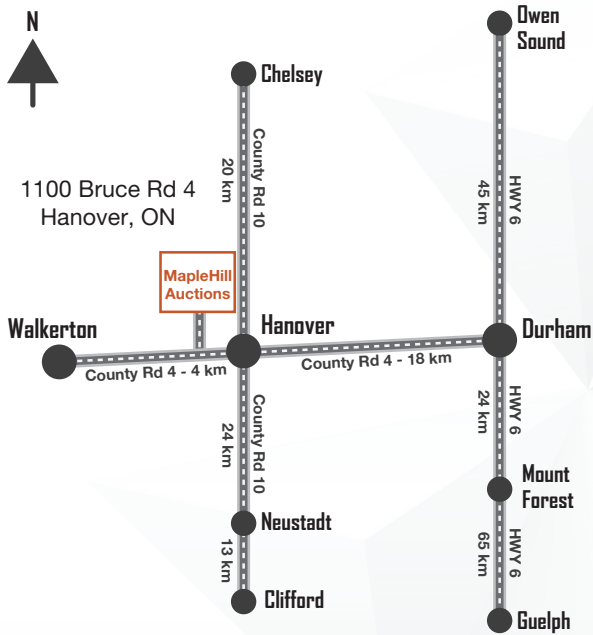 N
Owen
Sound
Chelsey
County Rd 10
20 km
HWY 6
45 km
1100 Bruce Rd 4
Hanover, ON
MapleHill
Auctions
Walkerton
Hanover
Durham
County Rd 4 - 4 km
County Rd 4 - 18 km
County Rd 10
24 km
HWY 6
24 km
Mount
Forest
Neustadt
13 km
HWY 6
65 km
Clifford
Guelph